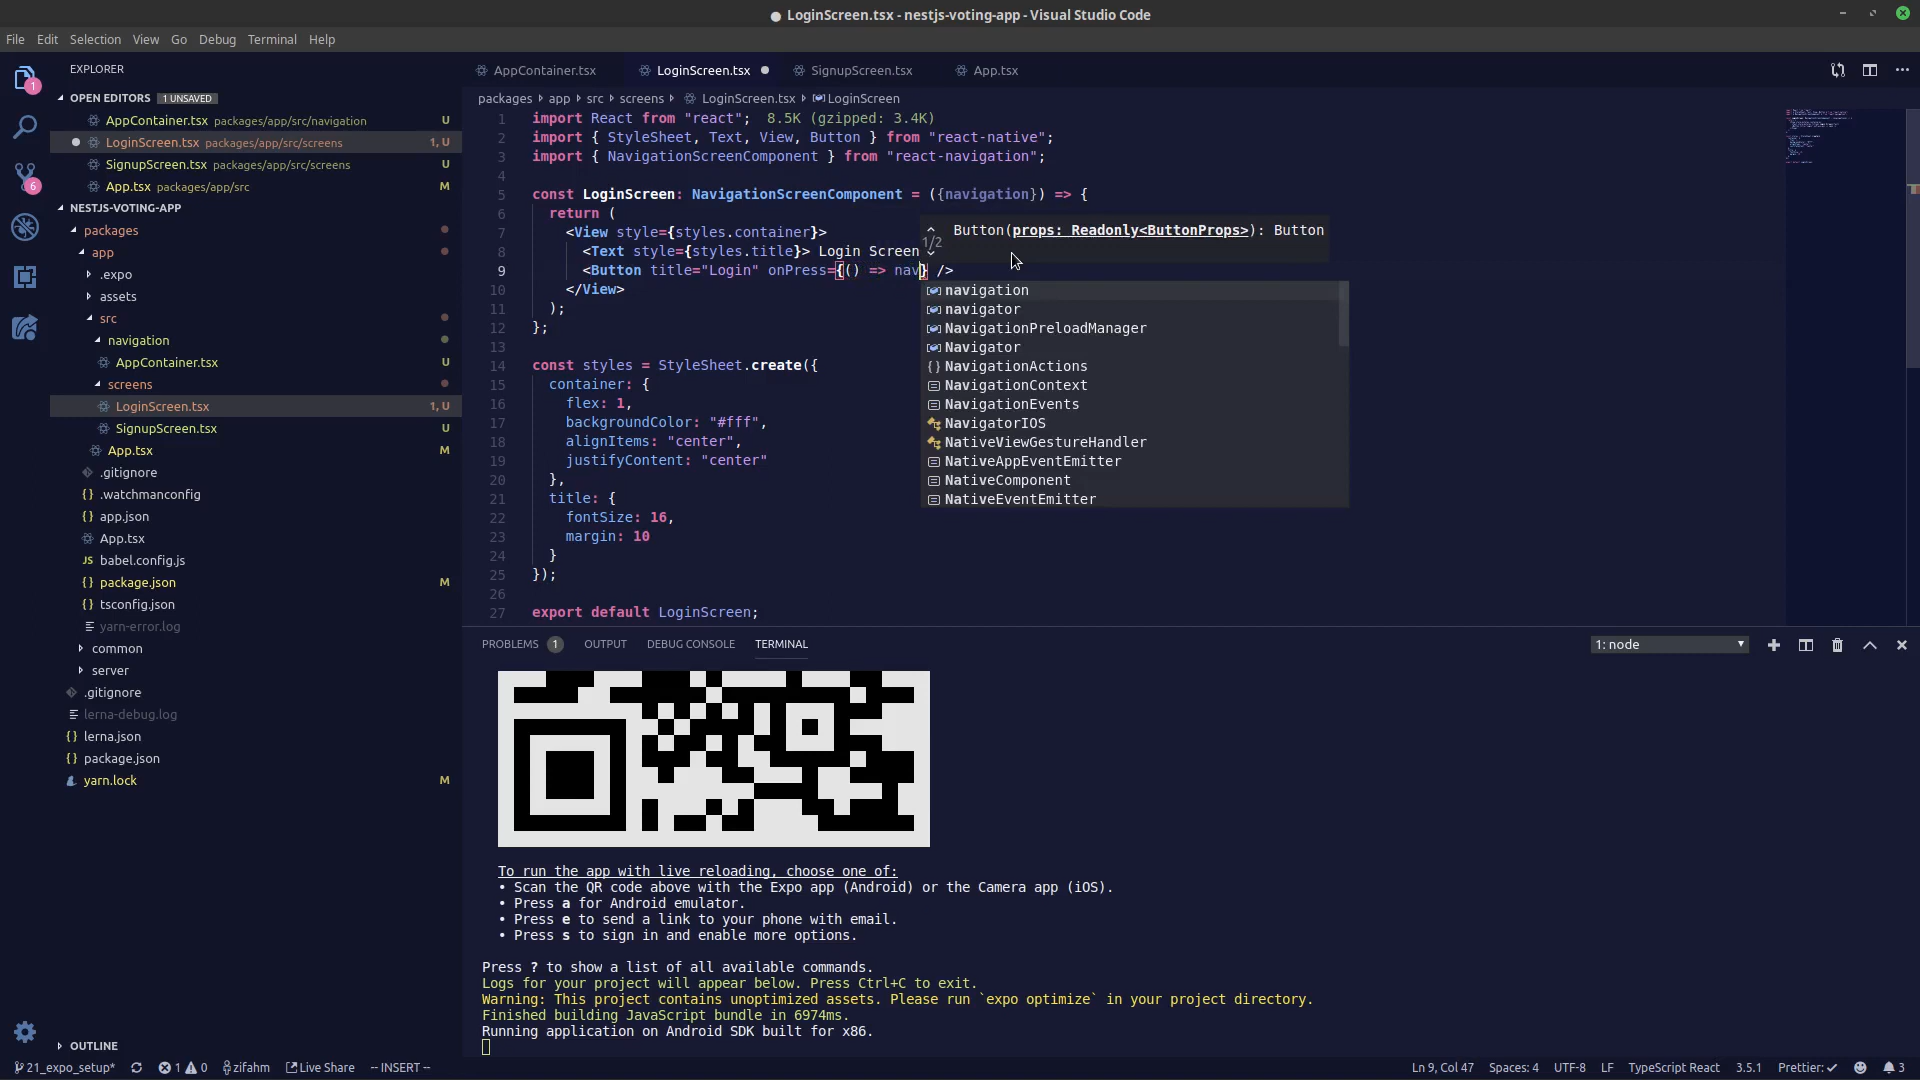 LoginScreen.tsx - nestjs-voting-app - Visual Studio Code
File Edit Selection View Go Debug Terminal Help
EXPLORER
OPEN EDITORS 1 UNSAVED
AppContainer.tsx packages/app/src/navigation U
LoginScreen.tsx packages/app/src/screens 1, U
SignupScreen.tsx packages/app/src/screens U
App.tsx packages/app/src M
NESTJS-VOTING-APP
packages
app
.expo
assets
src
navigation
AppContainer.tsx U
screens
LoginScreen.tsx 1, U
SignupScreen.tsx U
App.tsx M
.gitignore
.watchmanconfig
app.json
App.tsx
JS babel.config.js
package.json M
tsconfig.json
yarn-error.log
common
server
.gitignore
lerna-debug.log
lerna.json
package.json
yarn.lock M
OUTLINE
1
6
AppContainer.tsx LoginScreen.tsx SignupScreen.tsx App.tsx
packages app src screens LoginScreen.tsx LoginScreen
1 import React from "react"; 8.5K (gzipped: 3.4K)
2 import { StyleSheet, Text, View, Button } from "react-native";
3 import { NavigationScreenComponent } from "react-navigation";
4
5 const LoginScreen: NavigationScreenComponent = ({navigation}) => {
6 return (
7 <View style={styles.container}>
8 <Text style={styles.title}> Login Screen
9 <Button title="Login" onPress={() => nav} />
10 </View>
11 );
12 };
13
14 const styles = StyleSheet.create({
15 container: {
16 flex: 1,
17 backgroundColor: "#fff",
18 alignItems: "center",
19 justifyContent: "center"
20 },
21 title: {
22 fontSize: 16,
23 margin: 10
24 }
25 });
26
27 export default LoginScreen;
1/2 Button(props: Readonly<ButtonProps>): Button
navigation
navigator
NavigationPreloadManager
Navigator
NavigationActions
NavigationContext
NavigationEvents
NavigatorIOS
NativeViewGestureHandler
NativeAppEventEmitter
NativeComponent
NativeEventEmitter
PROBLEMS 1 OUTPUT DEBUG CONSOLE TERMINAL 1: node
To run the app with live reloading, choose one of:
• Scan the QR code above with the Expo app (Android) or the Camera app (iOS).
• Press a for Android emulator.
• Press e to send a link to your phone with email.
• Press s to sign in and enable more options.
Press ? to show a list of all available commands.
Logs for your project will appear below. Press Ctrl+C to exit.
Warning: This project contains unoptimized assets. Please run `expo optimize` in your project directory.
Finished building JavaScript bundle in 6974ms.
Running application on Android SDK built for x86.
21_expo_setup* 1 0 zifahm Live Share -- INSERT -- Ln 9, Col 47 Spaces: 4 UTF-8 LF TypeScript React 3.5.1 Prettier: ✓ 3